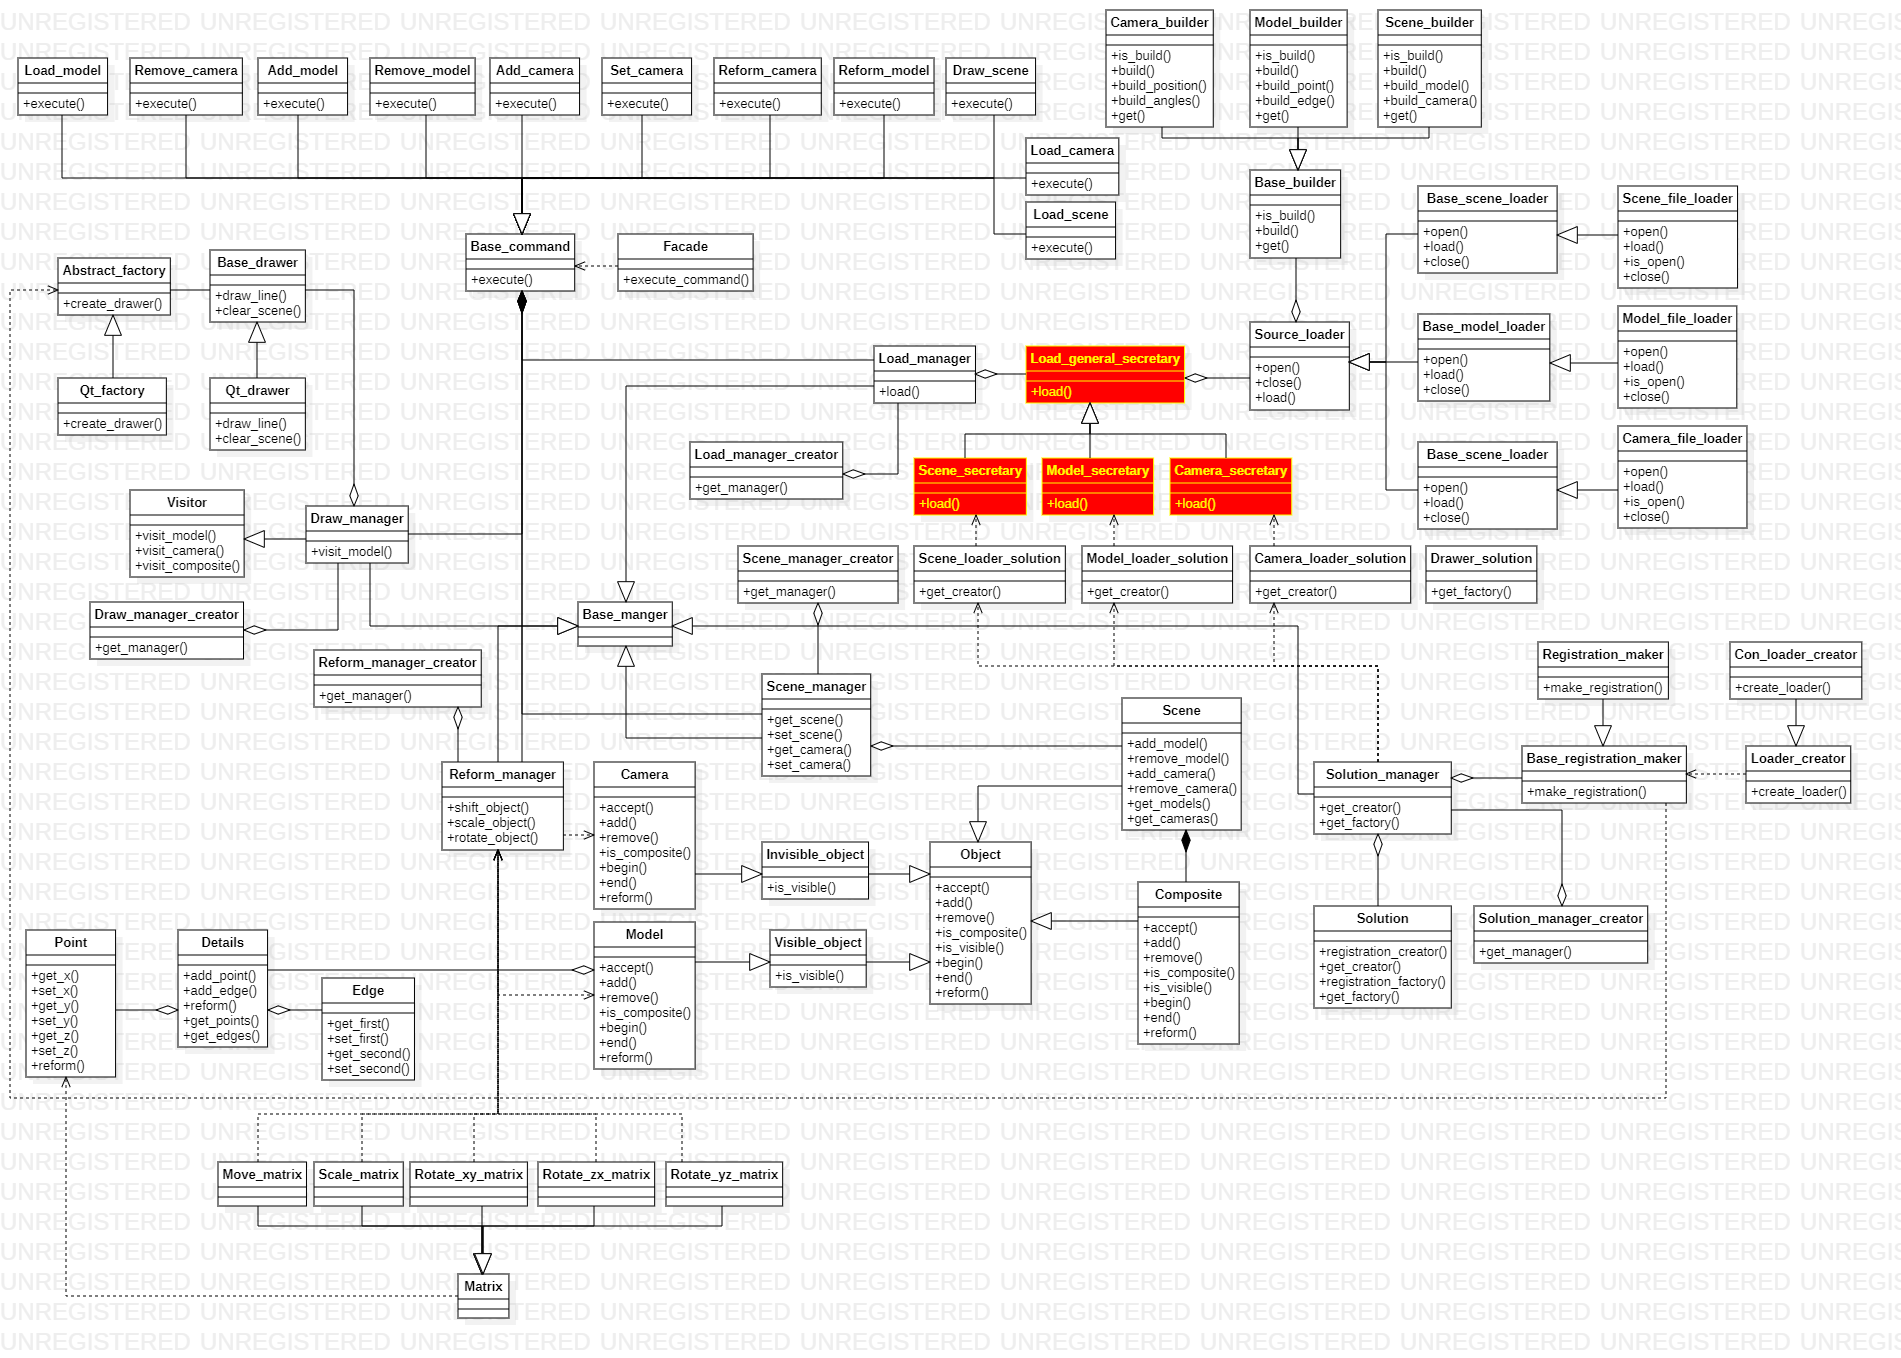 Camera_builder
+is_build()
+build()
+build_position()
+build_angles()
+get()
Model_builder
+is_build()
+build()
+build_point()
+build_edge()
+get()
Scene_builder
+is_build()
+build()
+build_model()
+build_camera()
+get()
Load_model
+execute()
Remove_camera
+execute()
Add_model
+execute()
Remove_model
+execute()
Add_camera
+execute()
Set_camera
+execute()
Reform_camera
+execute()
Reform_model
+execute()
Draw_scene
+execute()
Load_camera
+execute()
Load_scene
+execute()
Base_builder
+is_build()
+build()
+get()
Base_scene_loader
+open()
+load()
+close()
Scene_file_loader
+open()
+load()
+is_open()
+close()
Base_command
+execute()
Facade
+execute_command()
Abstract_factory
+create_drawer()
Base_drawer
+draw_line()
+clear_scene()
Source_loader
+open()
+close()
+load()
Base_model_loader
+open()
+load()
+close()
Model_file_loader
+open()
+load()
+is_open()
+close()
Load_manager
+load()
Load_general_secretary
+load()
Qt_factory
+create_drawer()
Qt_drawer
+draw_line()
+clear_scene()
Load_manager_creator
+get_manager()
Scene_secretary
+load()
Model_secretary
+load()
Camera_secretary
+load()
Base_scene_loader
+open()
+load()
+close()
Camera_file_loader
+open()
+load()
+is_open()
+close()
Visitor
+visit_model()
+visit_camera()
+visit_composite()
Draw_manager
+visit_model()
Scene_manager_creator
+get_manager()
Scene_loader_solution
+get_creator()
Model_loader_solution
+get_creator()
Camera_loader_solution
+get_creator()
Drawer_solution
+get_factory()
Draw_manager_creator
+get_manager()
Base_manger
Reform_manager_creator
+get_manager()
Scene_manager
+get_scene()
+set_scene()
+get_camera()
+set_camera()
Registration_maker
+make_registration()
Con_loader_creator
+create_loader()
Scene
+add_model()
+remove_model()
+add_camera()
+remove_camera()
+get_models()
+get_cameras()
Base_registration_maker
+make_registration()
Loader_creator
+create_loader()
Reform_manager
+shift_object()
+scale_object()
+rotate_object()
Camera
+accept()
+add()
+remove()
+is_composite()
+begin()
+end()
+reform()
Solution_manager
+get_creator()
+get_factory()
Invisible_object
+is_visible()
Object
+accept()
+add()
+remove()
+is_composite()
+is_visible()
+begin()
+end()
+reform()
Composite
+accept()
+add()
+remove()
+is_composite()
+is_visible()
+begin()
+end()
+reform()
Solution
+registration_creator()
+get_creator()
+registration_factory()
+get_factory()
Solution_manager_creator
+get_manager()
Point
+get_x()
+set_x()
+get_y()
+set_y()
+get_z()
+set_z()
+reform()
Details
+add_point()
+add_edge()
+reform()
+get_points()
+get_edges()
Edge
+get_first()
+set_first()
+get_second()
+set_second()
Model
+accept()
+add()
+remove()
+is_composite()
+begin()
+end()
+reform()
Visible_object
+is_visible()
Move_matrix
Scale_matrix
Rotate_xy_matrix
Rotate_zx_matrix
Rotate_yz_matrix
Matrix